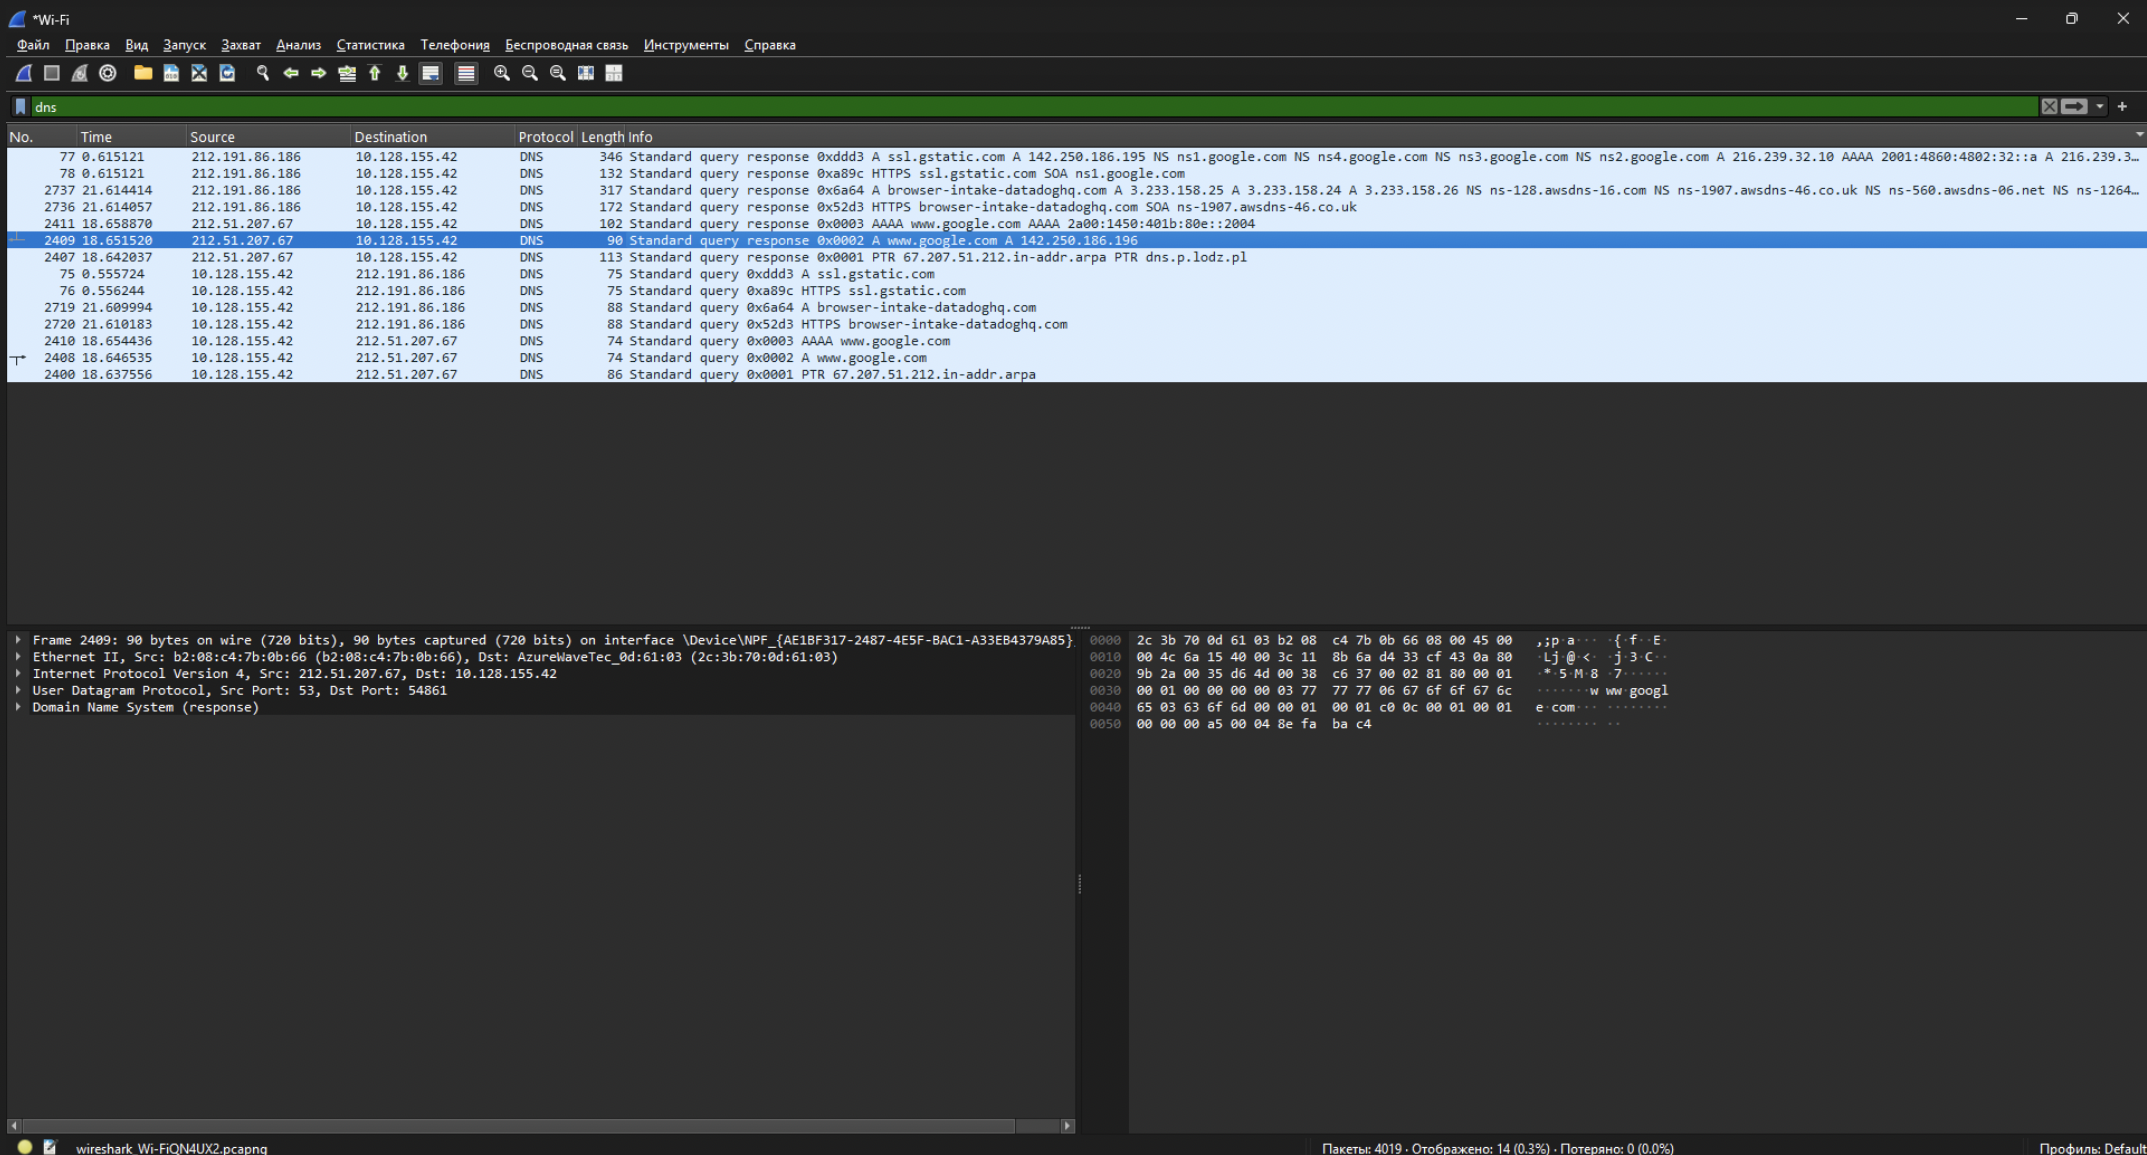 *Wi-Fi
Файл Правка Вид Запуск Захват Анализ Статистика Телефония Беспроводная связь Инструменты Справка
dns
No. Time Source Destination Protocol Length Info
77 0.615121 212.191.86.186 10.128.155.42 DNS 346 Standard query response 0xddd3 A ssl.gstatic.com A 142.250.186.195 NS ns1.google.com NS ns4.google.com NS ns3.google.com NS ns2.google.com A 216.239.32.10 AAAA 2001:4860:4802:32::a A 216.239.3…
78 0.615121 212.191.86.186 10.128.155.42 DNS 132 Standard query response 0xa89c HTTPS ssl.gstatic.com SOA ns1.google.com
2737 21.614414 212.191.86.186 10.128.155.42 DNS 317 Standard query response 0x6a64 A browser-intake-datadoghq.com A 3.233.158.25 A 3.233.158.24 A 3.233.158.26 NS ns-128.awsdns-16.com NS ns-1907.awsdns-46.co.uk NS ns-560.awsdns-06.net NS ns-1264…
2736 21.614057 212.191.86.186 10.128.155.42 DNS 172 Standard query response 0x52d3 HTTPS browser-intake-datadoghq.com SOA ns-1907.awsdns-46.co.uk
2411 18.658870 212.51.207.67 10.128.155.42 DNS 102 Standard query response 0x0003 AAAA www.google.com AAAA 2a00:1450:401b:80e::2004
2409 18.651520 212.51.207.67 10.128.155.42 DNS 90 Standard query response 0x0002 A www.google.com A 142.250.186.196
2407 18.642037 212.51.207.67 10.128.155.42 DNS 113 Standard query response 0x0001 PTR 67.207.51.212.in-addr.arpa PTR dns.p.lodz.pl
75 0.555724 10.128.155.42 212.191.86.186 DNS 75 Standard query 0xddd3 A ssl.gstatic.com
76 0.556244 10.128.155.42 212.191.86.186 DNS 75 Standard query 0xa89c HTTPS ssl.gstatic.com
2719 21.609994 10.128.155.42 212.191.86.186 DNS 88 Standard query 0x6a64 A browser-intake-datadoghq.com
2720 21.610183 10.128.155.42 212.191.86.186 DNS 88 Standard query 0x52d3 HTTPS browser-intake-datadoghq.com
2410 18.654436 10.128.155.42 212.51.207.67 DNS 74 Standard query 0x0003 AAAA www.google.com
2408 18.646535 10.128.155.42 212.51.207.67 DNS 74 Standard query 0x0002 A www.google.com
2400 18.637556 10.128.155.42 212.51.207.67 DNS 86 Standard query 0x0001 PTR 67.207.51.212.in-addr.arpa
Frame 2409: 90 bytes on wire (720 bits), 90 bytes captured (720 bits) on interface \Device\NPF_{AE1BF317-2487-4E5F-BAC1-A33EB4379A85}
Ethernet II, Src: b2:08:c4:7b:0b:66 (b2:08:c4:7b:0b:66), Dst: AzureWaveTec_0d:61:03 (2c:3b:70:0d:61:03)
Internet Protocol Version 4, Src: 212.51.207.67, Dst: 10.128.155.42
User Datagram Protocol, Src Port: 53, Dst Port: 54861
Domain Name System (response)
0000 2c 3b 70 0d 61 03 b2 08 c4 7b 0b 66 08 00 45 00 ,;p·a··· ·{·f··E·
0010 00 4c 6a 15 40 00 3c 11 8b 6a d4 33 cf 43 0a 80 ·Lj·@·<· ·j·3·C··
0020 9b 2a 00 35 d6 4d 00 38 c6 37 00 02 81 80 00 01 ·*·5·M·8 ·7······
0030 00 01 00 00 00 00 03 77 77 77 06 67 6f 6f 67 6c ·······w ww·googl
0040 65 03 63 6f 6d 00 00 01 00 01 c0 0c 00 01 00 01 e·com··· ········
0050 00 00 00 a5 00 04 8e fa ba c4 ········ ··
wireshark_Wi-FiQN4UX2.pcapng
Пакеты: 4019 · Отображено: 14 (0.3%) · Потеряно: 0 (0.0%)
Профиль: Default